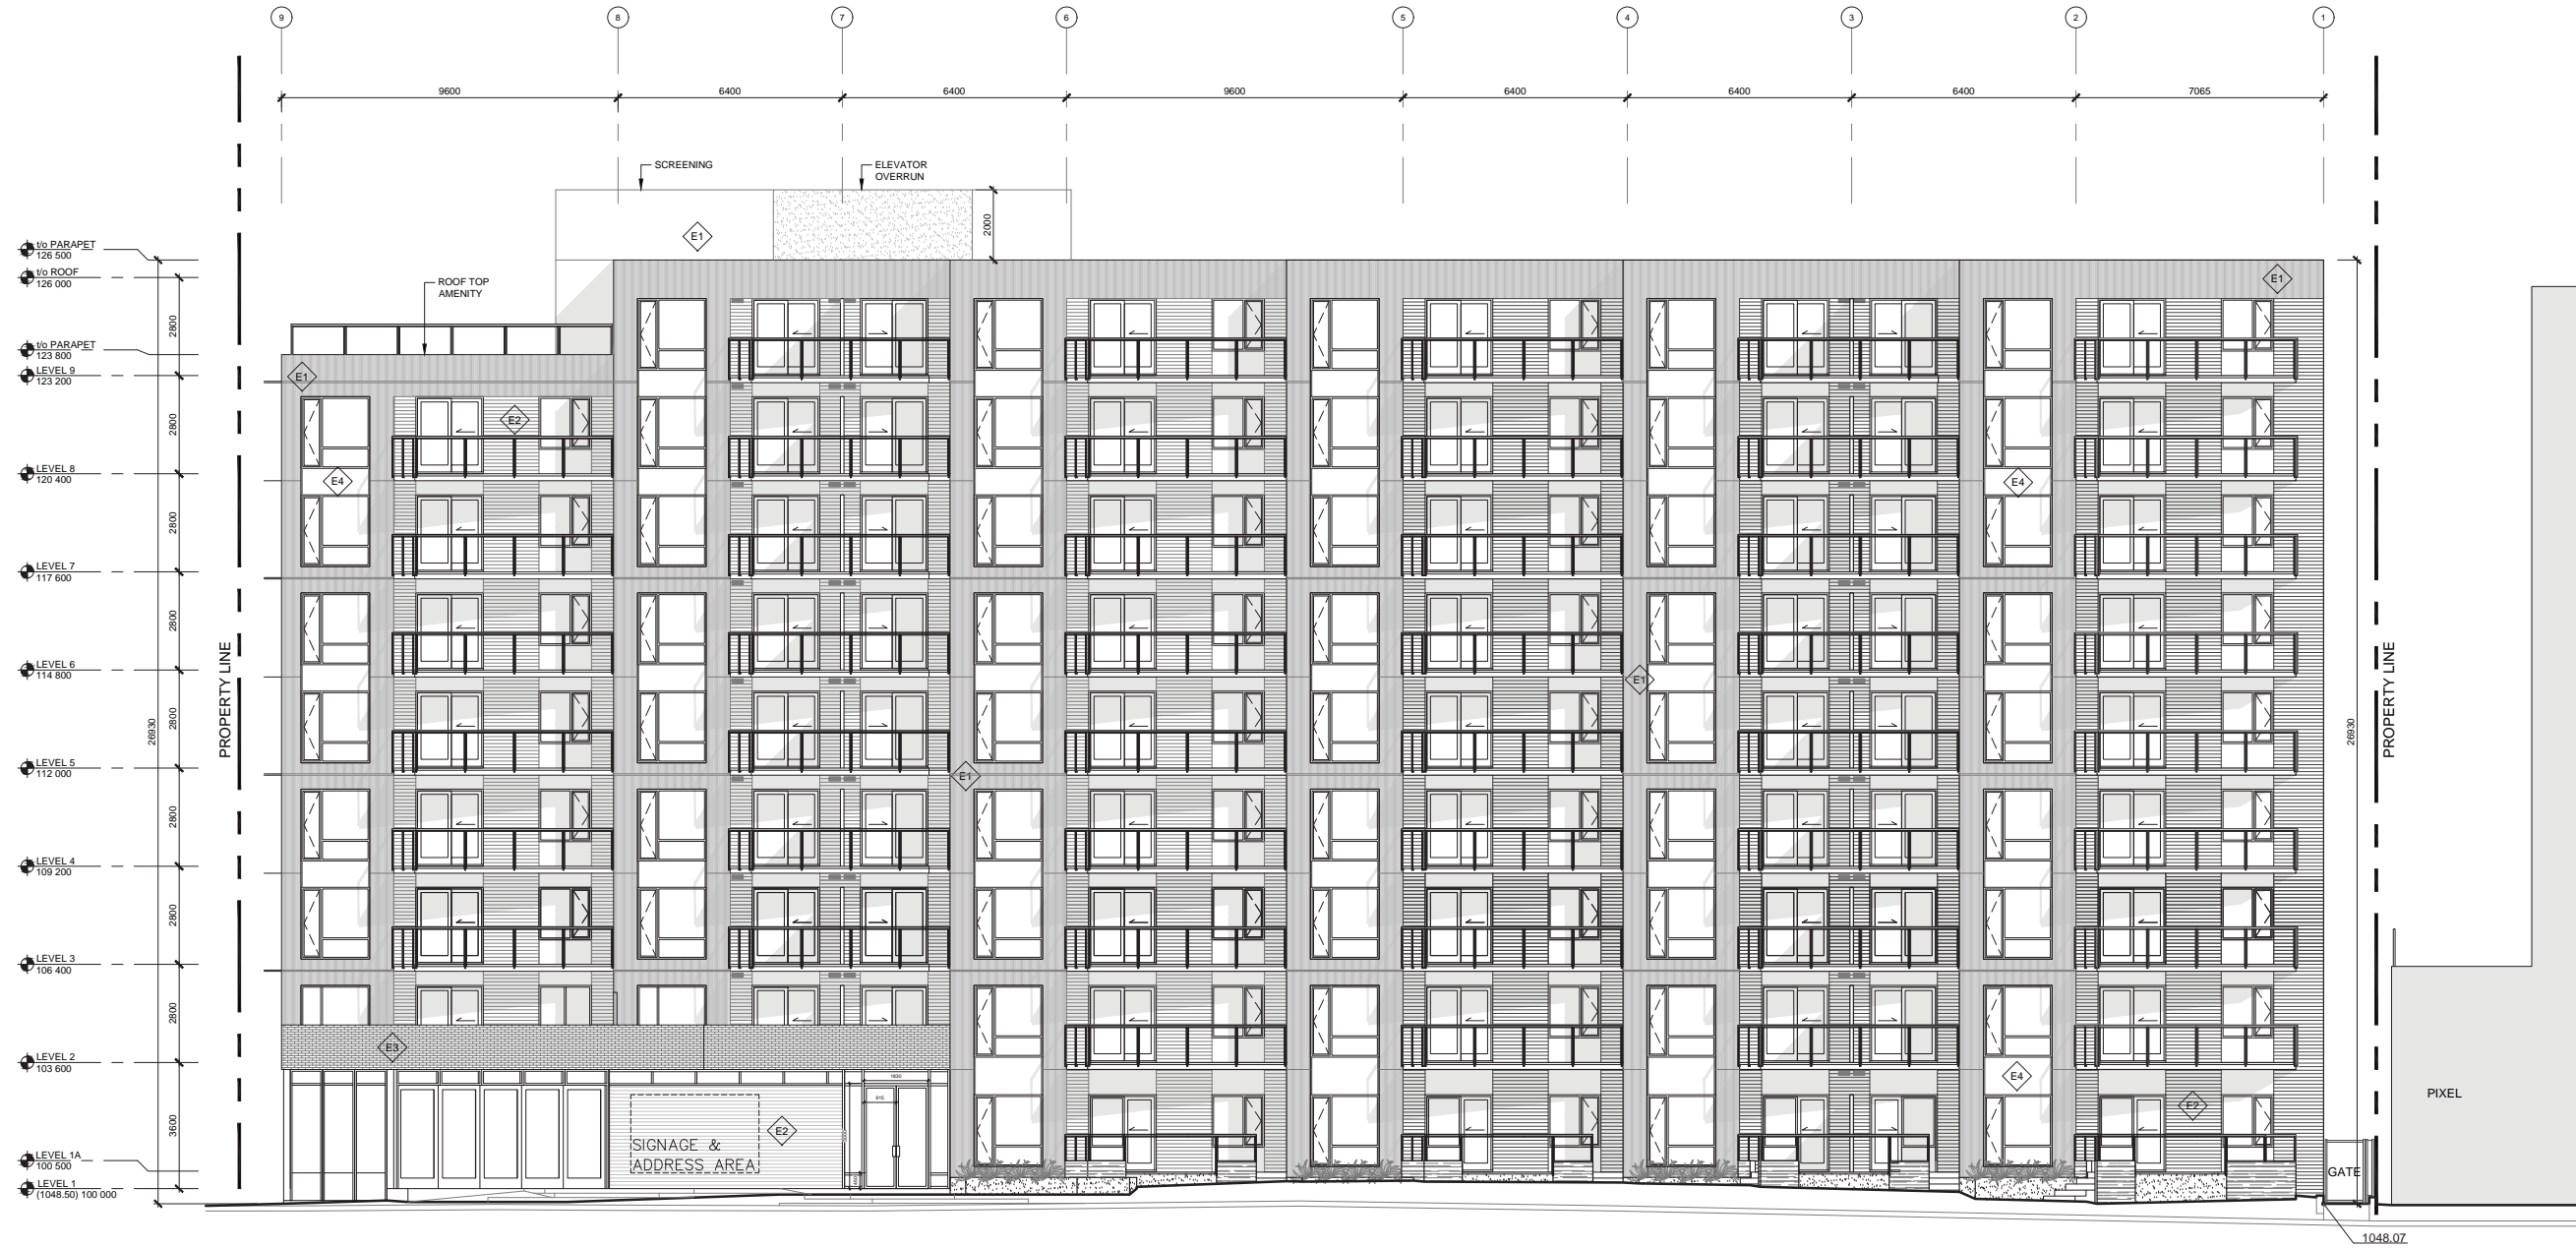 9 8 7 6 5 4 3 2 1
9600 6400 6400 9600 6400 6400 6400 7065
SCREENING
ELEVATOR
OVERRUN
2000
E1
t/o PARAPET
126 500
t/o ROOF
126 000
ROOF TOP
AMENITY
E1
2800
t/o PARAPET
123 800
LEVEL 9
123 200
E1
2800
E2
LEVEL 8
120 400
E4
E4
2800
LEVEL 7
117 600
2800
LEVEL 6
114 800
E1
PROPERTY LINE
PROPERTY LINE
26930
26930
2800
LEVEL 5
112 000
E1
2800
LEVEL 4
109 200
2800
LEVEL 3
106 400
2800
E3
LEVEL 2
103 600
E4
1830
915
PIXEL
E2
E2
3600
SIGNAGE &
ADDRESS AREA
LEVEL 1A
100 500
GATE
LEVEL 1
(1048.50) 100 000
1048.07